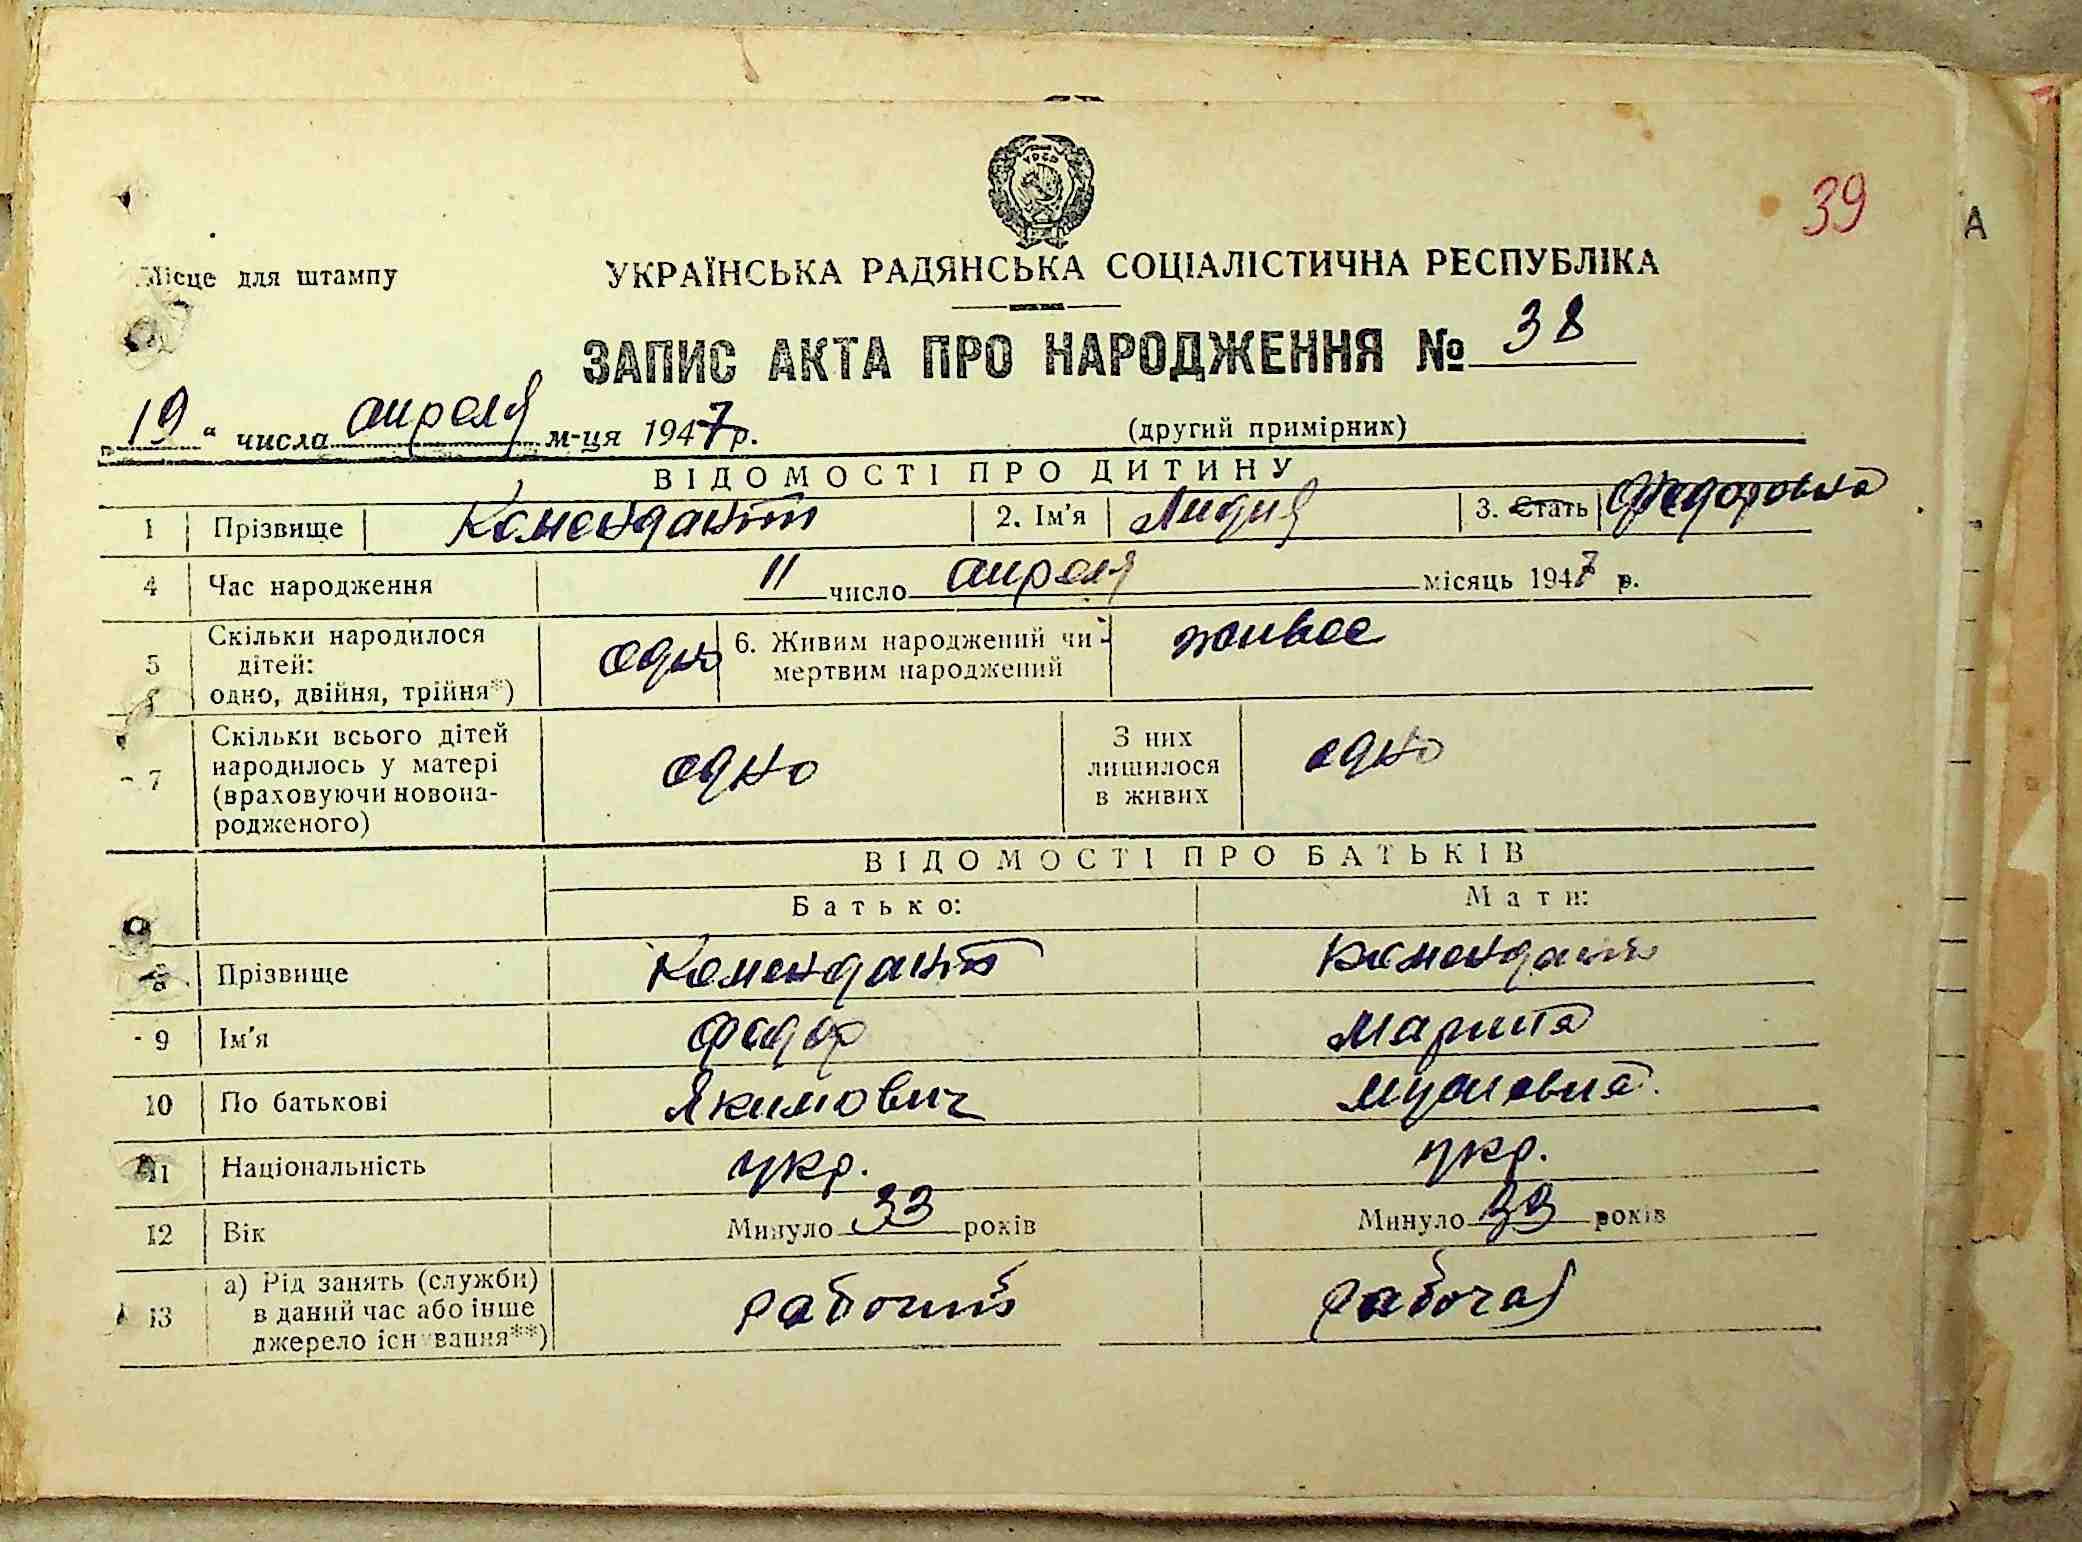 39
А
УРСР
Місце для штампу
УКРАЇНСЬКА РАДЯНСЬКА СОЦІАЛІСТИЧНА РЕСПУБЛІКА
ЗАПИС АКТА ПРО НАРОДЖЕННЯ № 38
„19“ числа апреля м-ця 1947 р.
(другий примірник)
ВІДОМОСТІ ПРО ДИТИНУ
1 Прізвище Комендант 2. Ім'я Лидия 3. Стать Федоровна
4 Час народження 11 число апреля місяць 1947 р.
5 Скільки народилося дітей: одно, двійня, трійня*) одно 6. Живим народжений чи мертвим народжений живое
7 Скільки всього дітей народилось у матері (враховуючи новонародженого) одно З них лишилося в живих одно
ВІДОМОСТІ ПРО БАТЬКІВ
Батько: Мати:
8 Прізвище Комендант Комендант
9 Ім'я Федор
10 По батькові Якимович
11 Національність укр. укр.
12 Вік Минуло 33 років Минуло 33 років
13 а) Рід занять (служби) в даний час або інше джерело існування**) рабочий рабочая